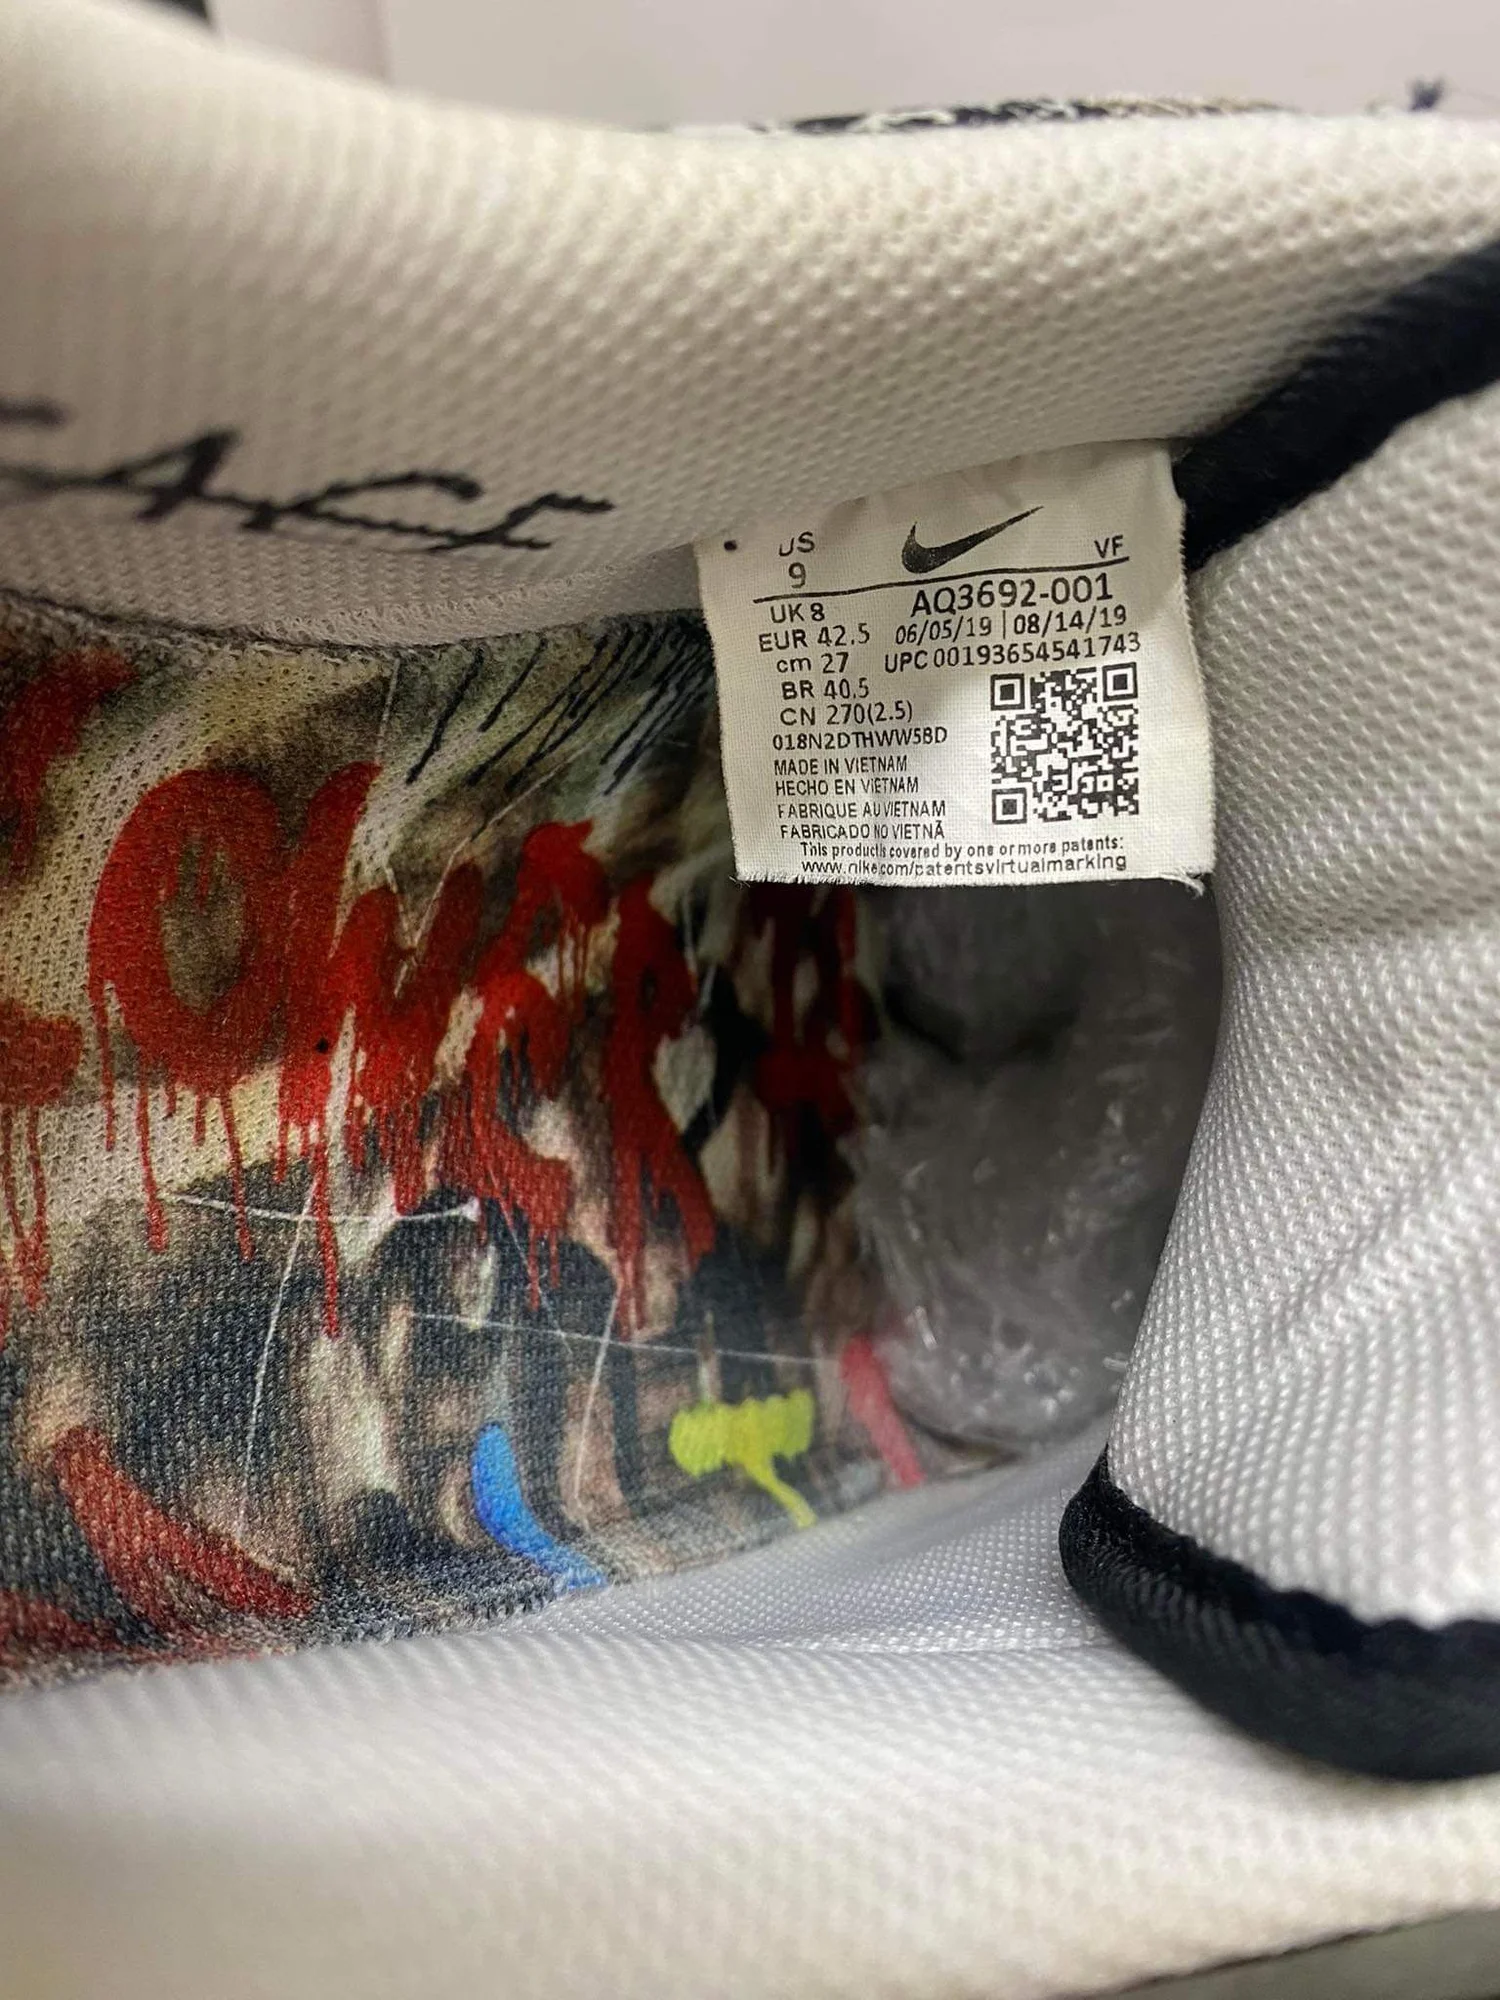 US
9
VF
AQ3692-001
UK 8
EUR 42.5
06/05/19 | 08/14/19
cm 27
UPC 00193654541743
BR 40.5
CN 270(2.5)
018N2DTHWW5BD
MADE IN VIETNAM
HECHO EN VIETNAM
FABRIQUE AU VIETNAM
FABRICADO NO VIETNÃ
This product is covered by one or more patents:
www.nike.com/patentsvirtualmarking